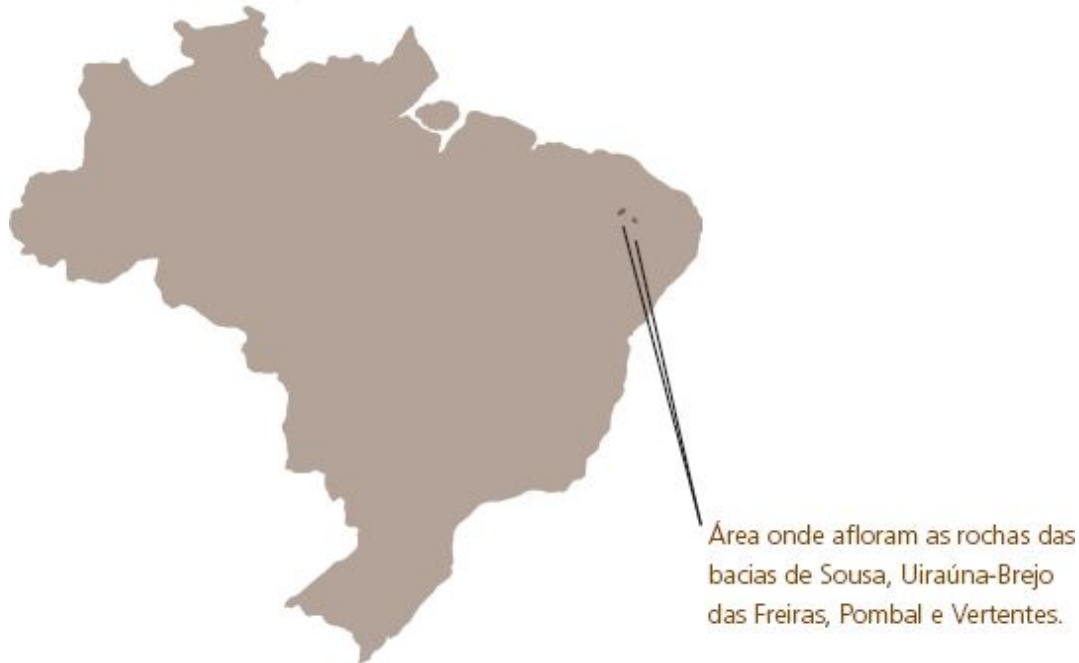 Área onde afloram as rochas das
bacias de Sousa, Uiraúna-Brejo
das Freiras, Pombal e Vertentes.